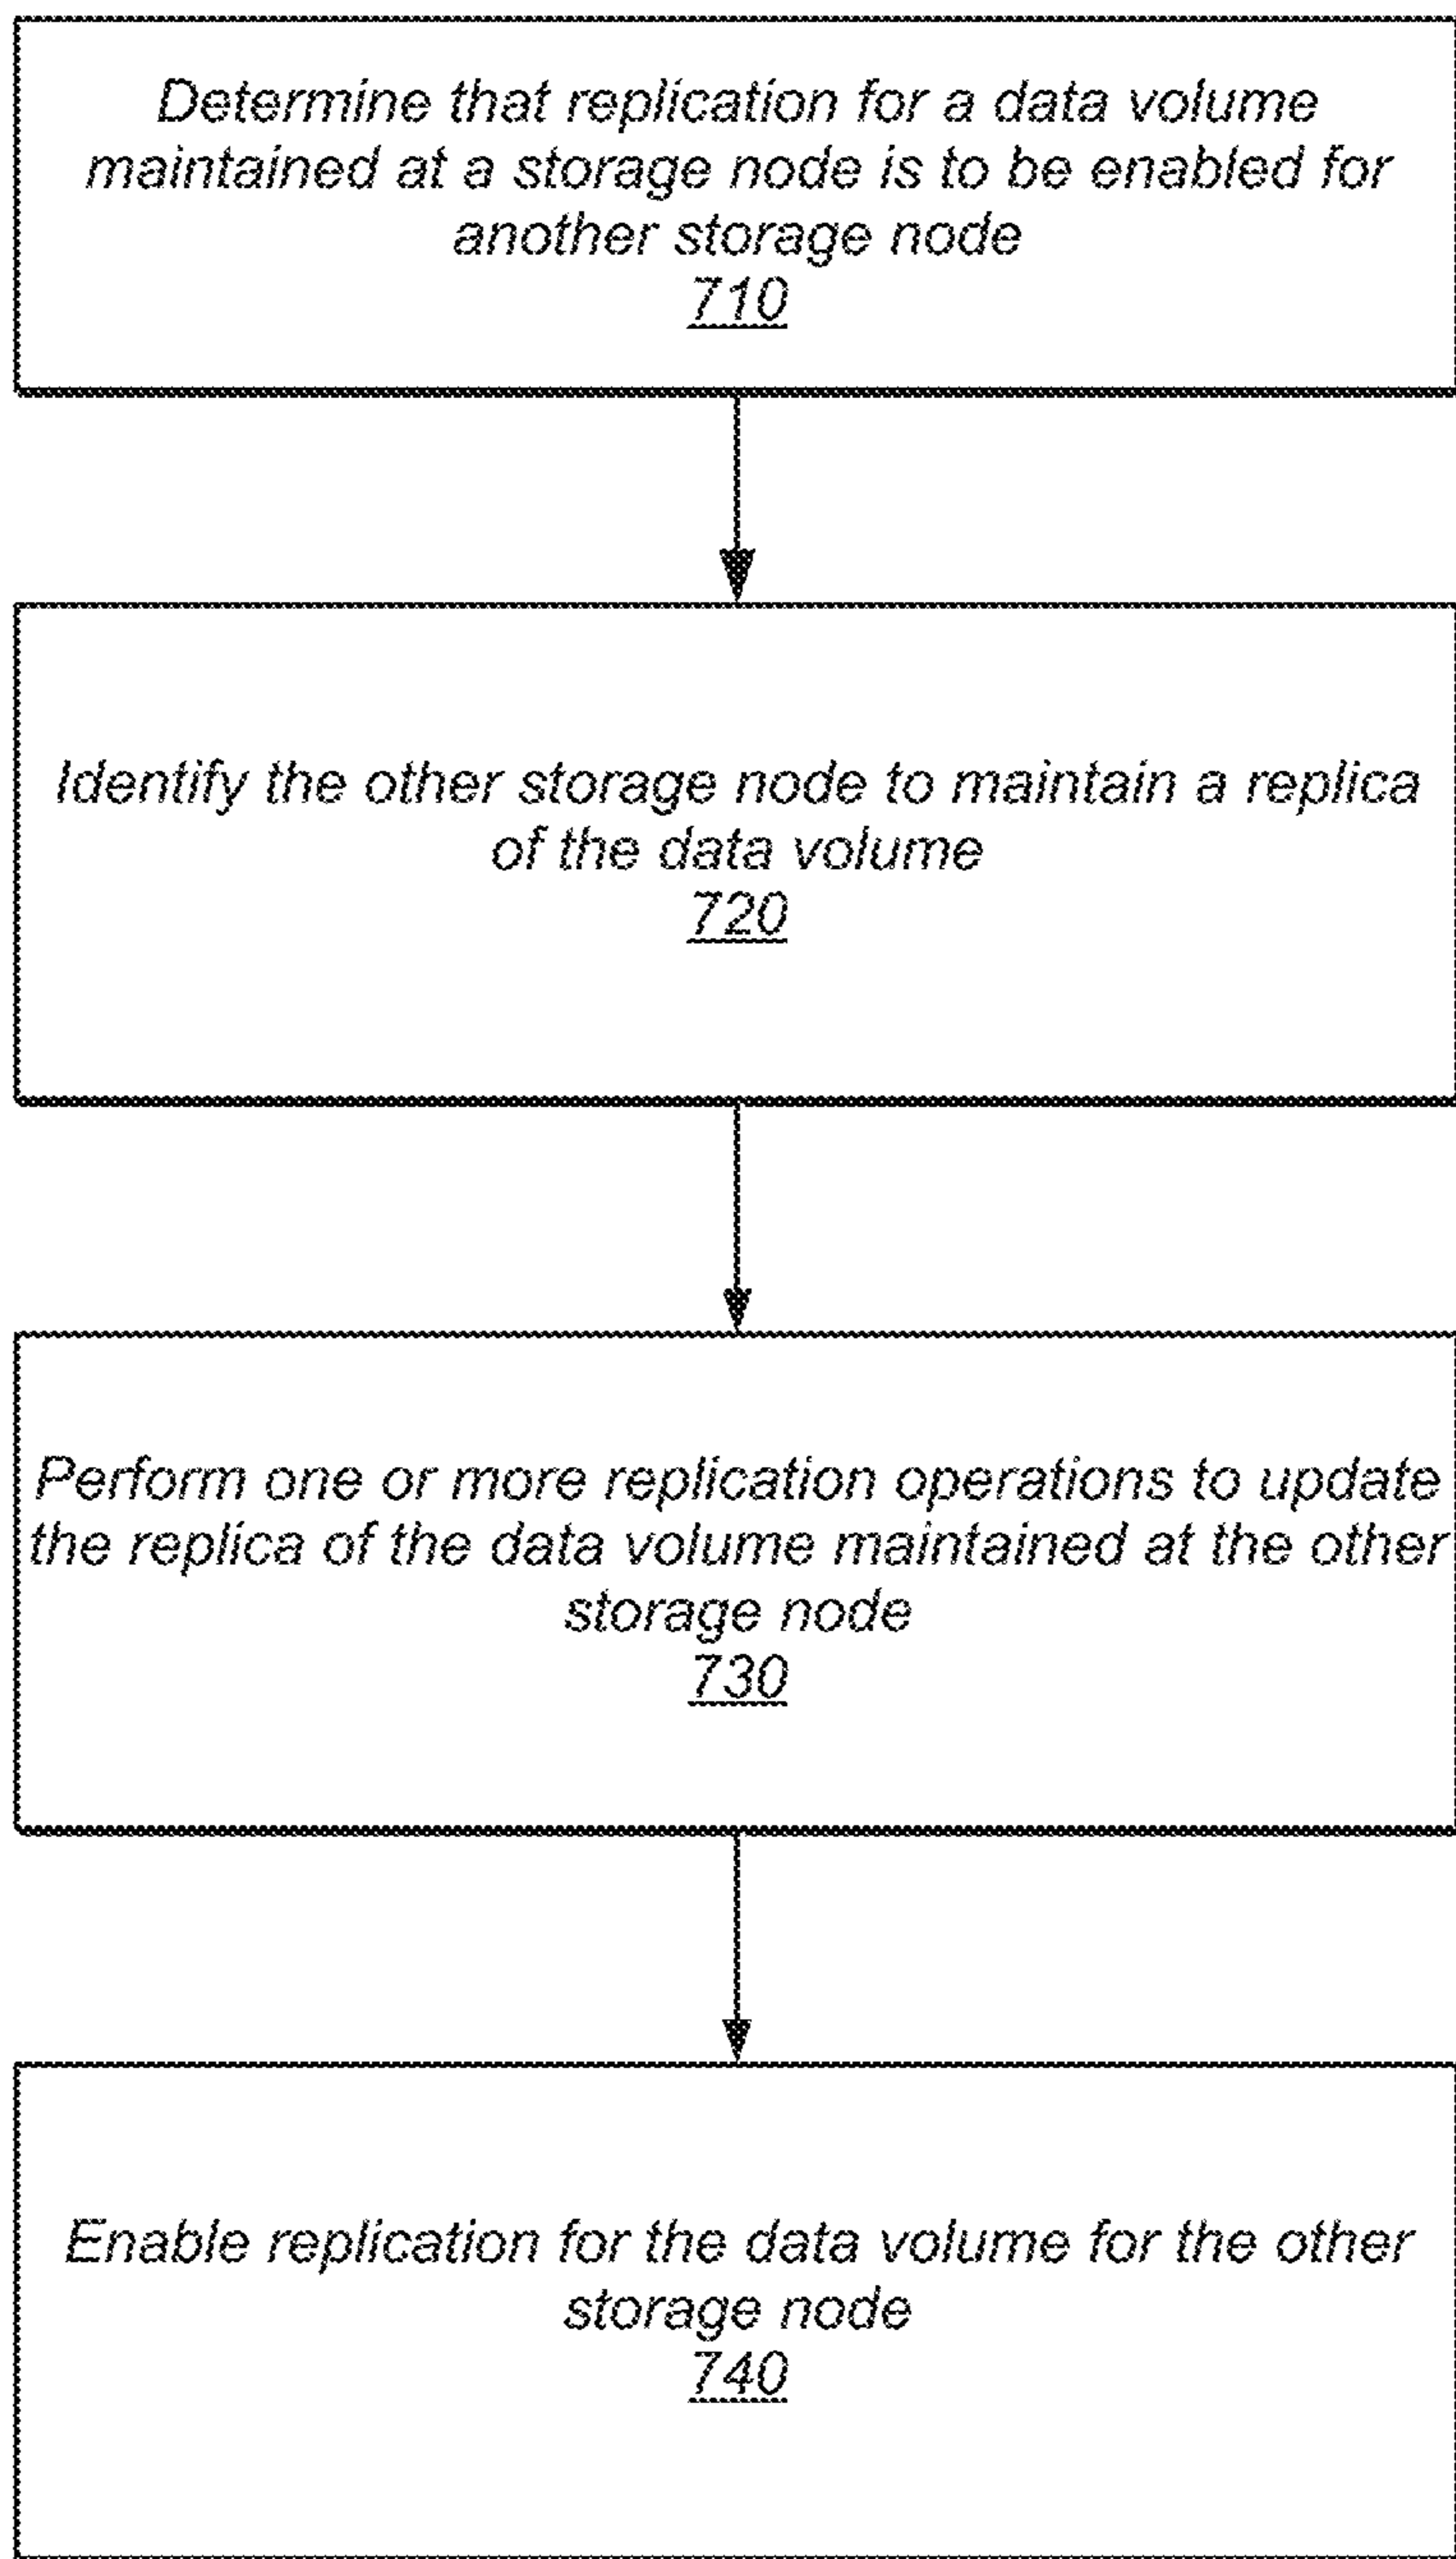 Determine that replication for a data volume
maintained at a storage node is to be enabled for
another storage node
710
Identify the other storage node to maintain a replica
of the data volume
720
Perform one or more replication operations to update
the replica of the data volume maintained at the other
storage node
730
Enable replication for the data volume for the other
storage node
740